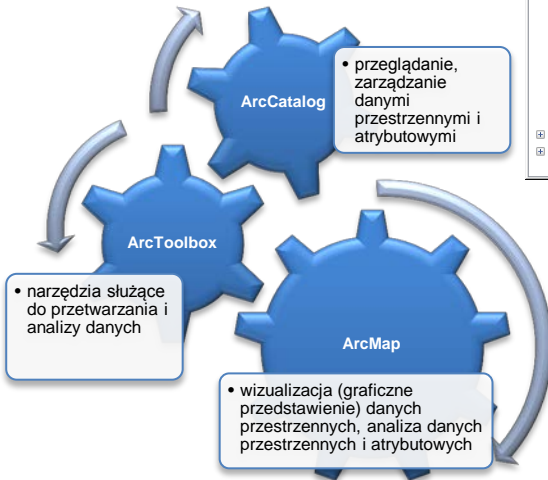 ArcCatalog
• przeglądanie,
zarządzanie
danymi
przestrzennymi i
atrybutowymi
ArcToolbox
• narzędzia służące
do przetwarzania i
analizy danych
ArcMap
• wizualizacja (graficzne
przedstawienie) danych
przestrzennych, analiza danych
przestrzennych i atrybutowych